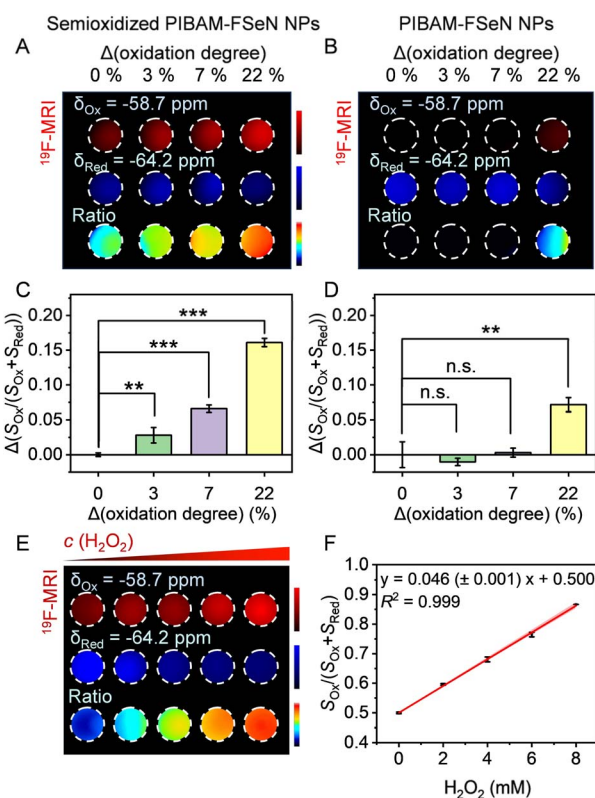 Semioxidized PIBAM-FSeN NPs
PIBAM-FSeN NPs
A
Δ(oxidation degree)
0 % 3 % 7 % 22 %
¹⁹F-MRI
δOx = -58.7 ppm
δRed = -64.2 ppm
Ratio
B
Δ(oxidation degree)
0 % 3 % 7 % 22 %
¹⁹F-MRI
δOx = -58.7 ppm
δRed = -64.2 ppm
Ratio
C
Δ(SOx/(SOx+SRed))
0.20
0.15
0.10
0.05
0.00
***
***
**
0 3 7 22
Δ(oxidation degree) (%)
D
Δ(SOx/(SOx+SRed))
0.20
0.15
0.10
0.05
0.00
**
n.s.
n.s.
0 3 7 22
Δ(oxidation degree) (%)
E
c (H₂O₂)
¹⁹F-MRI
δOx = -58.7 ppm
δRed = -64.2 ppm
Ratio
F
SOx/(SOx+SRed)
1.0
0.9
0.8
0.7
0.6
0.5
0.4
y = 0.046 (± 0.001) x + 0.500
R² = 0.999
0 2 4 6 8
H₂O₂ (mM)